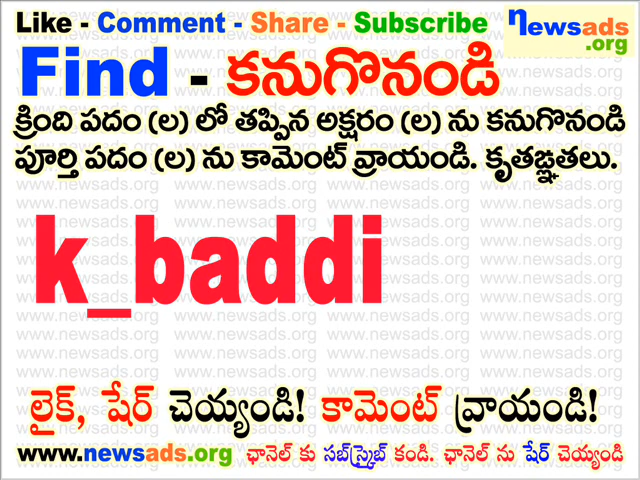 Like - Comment - Share - Subscribe
newsads
.org
Find - కనుగొనండి
క్రింది పదం (ల) లో తప్పిన అక్షరం (ల) ను కనుగొనండి
పూర్తి పదం (ల) ను కామెంట్ వ్రాయండి. కృతఙ్ఞతలు.
k_baddi
లైక్, షేర్ చెయ్యండి! కామెంట్ వ్రాయండి!
www.newsads.org ఛానెల్ కు సబ్‌స్క్రైబ్ కండి. ఛానెల్ ను షేర్ చెయ్యండి